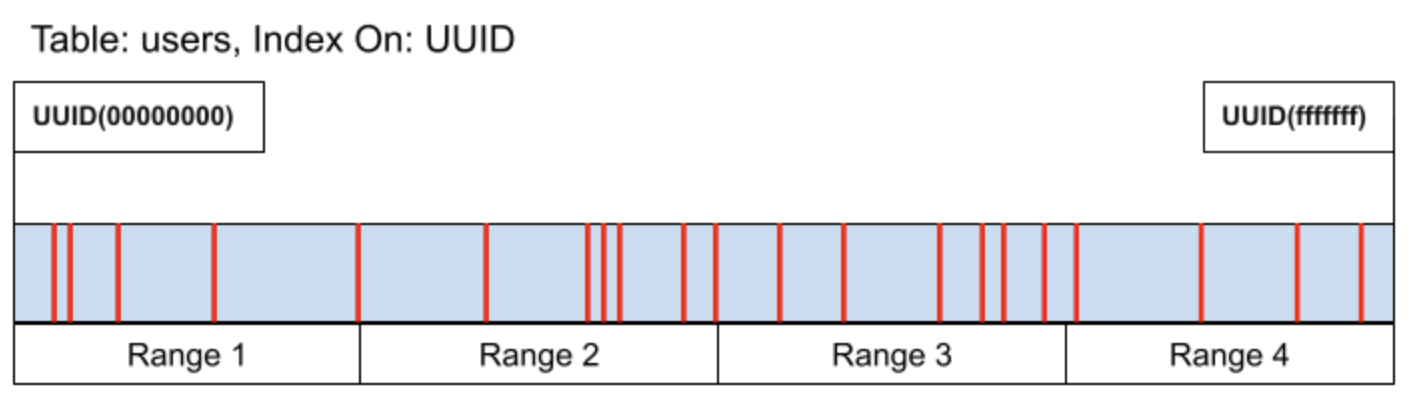 Table: users, Index On: UUID
UUID(00000000)
UUID(fffffff)
Range 1
Range 2
Range 3
Range 4